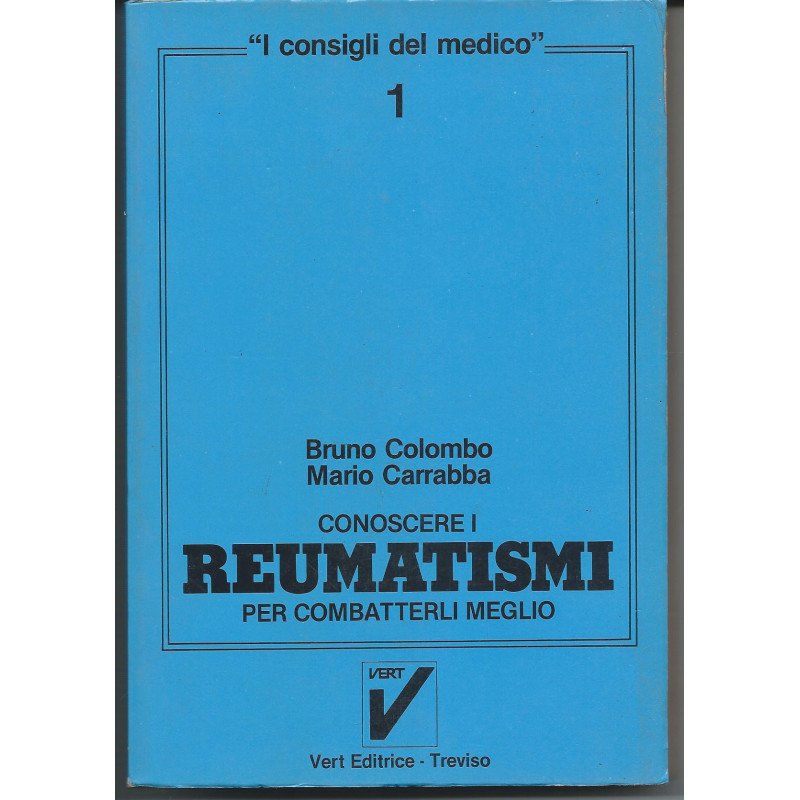 "I consigli del medico"
1
Bruno Colombo
Mario Carrabba
CONOSCERE I
REUMATISMI
PER COMBATTERLI MEGLIO
VERT
Vert Editrice - Treviso